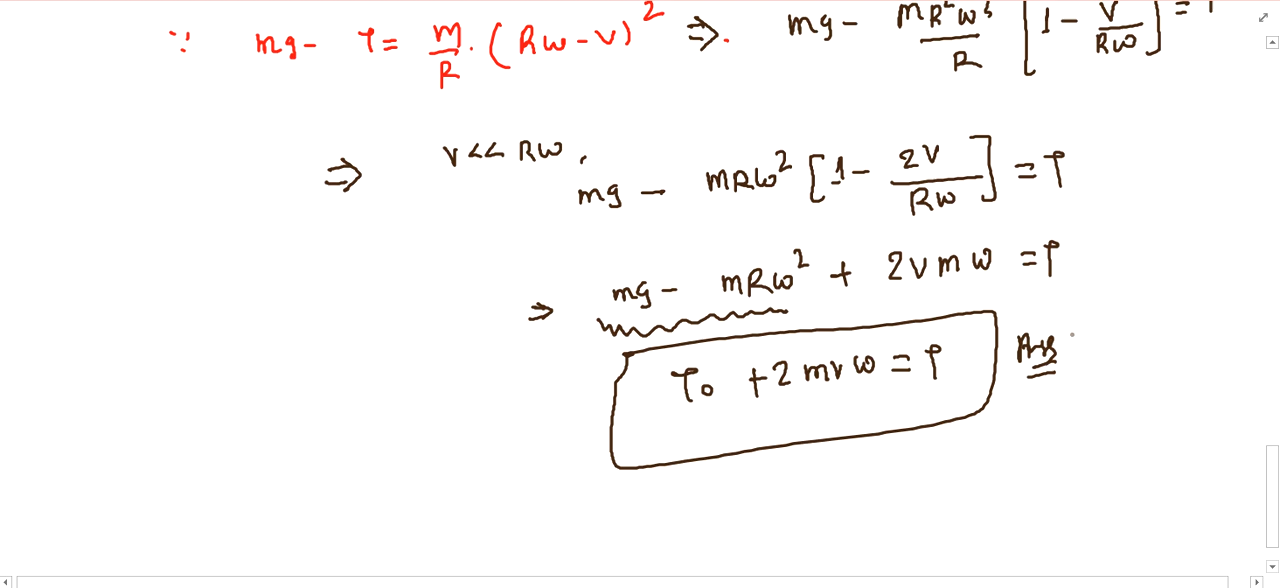 ∵ mg - T = m/R . (Rω - v)² ⇒. mg - mR²ω²/R [1 - v/Rω] =
⇒ v << Rω, mg - mRω² [1 - 2v/Rω] = T
⇒ mg - mRω² + 2vmω = T
T₀ + 2mvω = T Ans